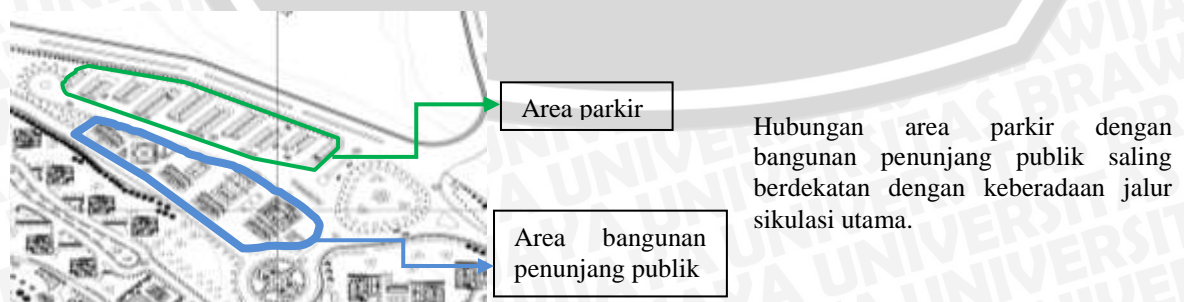 Area parkir
Hubungan area parkir dengan
bangunan penunjang publik saling
berdekatan dengan keberadaan jalur
sikulasi utama.
Area bangunan
penunjang publik